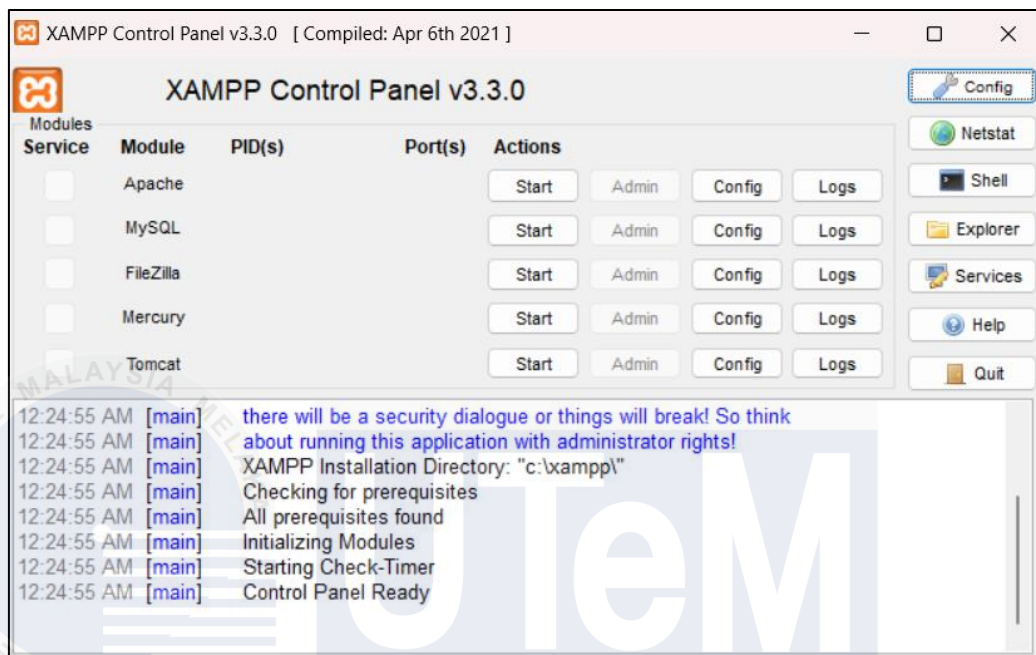 XAMPP Control Panel v3.3.0 [ Compiled: Apr 6th 2021 ]
XAMPP Control Panel v3.3.0
Config
Modules
Service Module PID(s) Port(s) Actions
Netstat
Apache Start Admin Config Logs
Shell
MySQL Start Admin Config Logs
Explorer
FileZilla Start Admin Config Logs
Services
Mercury Start Admin Config Logs
Help
Tomcat Start Admin Config Logs
Quit
12:24:55 AM [main] there will be a security dialogue or things will break! So think
12:24:55 AM [main] about running this application with administrator rights!
12:24:55 AM [main] XAMPP Installation Directory: "c:\xampp\"
12:24:55 AM [main] Checking for prerequisites
12:24:55 AM [main] All prerequisites found
12:24:55 AM [main] Initializing Modules
12:24:55 AM [main] Starting Check-Timer
12:24:55 AM [main] Control Panel Ready
MALAYSIA
UTeM